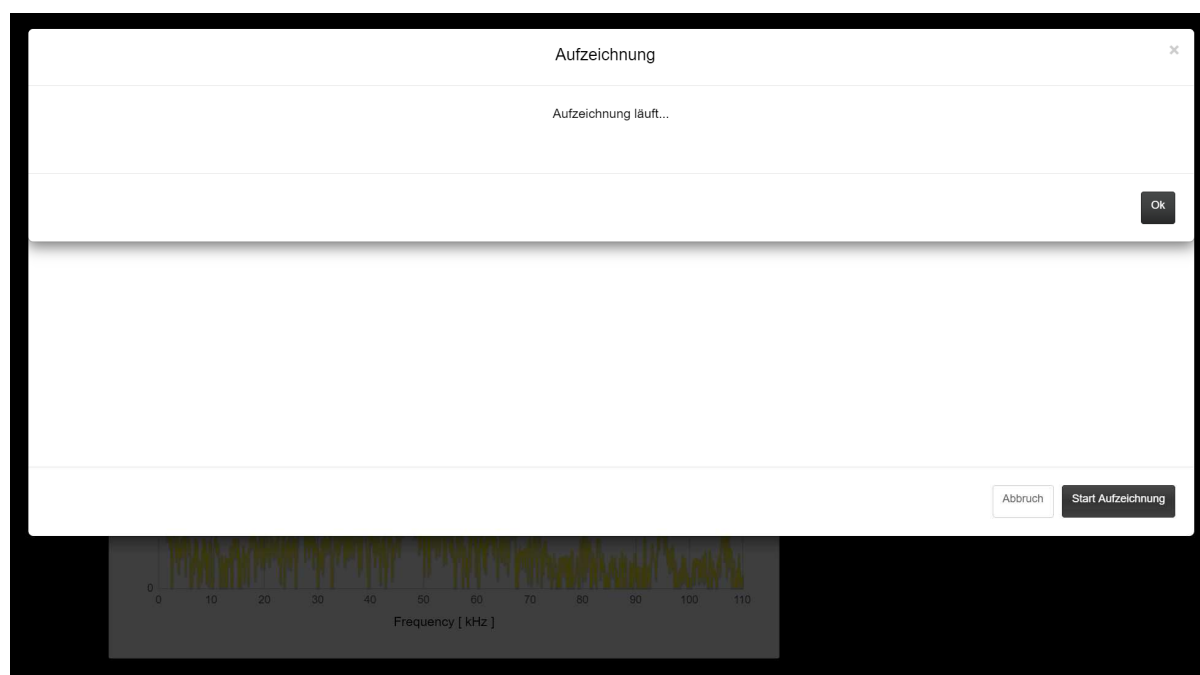 Aufzeichnung
×
Aufzeichnung läuft...
Ok
Abbruch Start Aufzeichnung
0
0 10 20 30 40 50 60 70 80 90 100 110
Frequency [ kHz ]